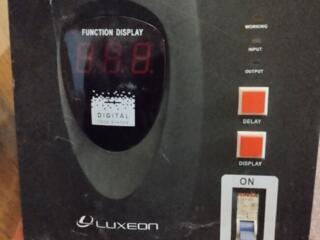 FUNCTION DISPLAY
DIGITAL
WORKING
INPUT
OUTPUT
DELAY
DISPLAY
ON
LUXEON